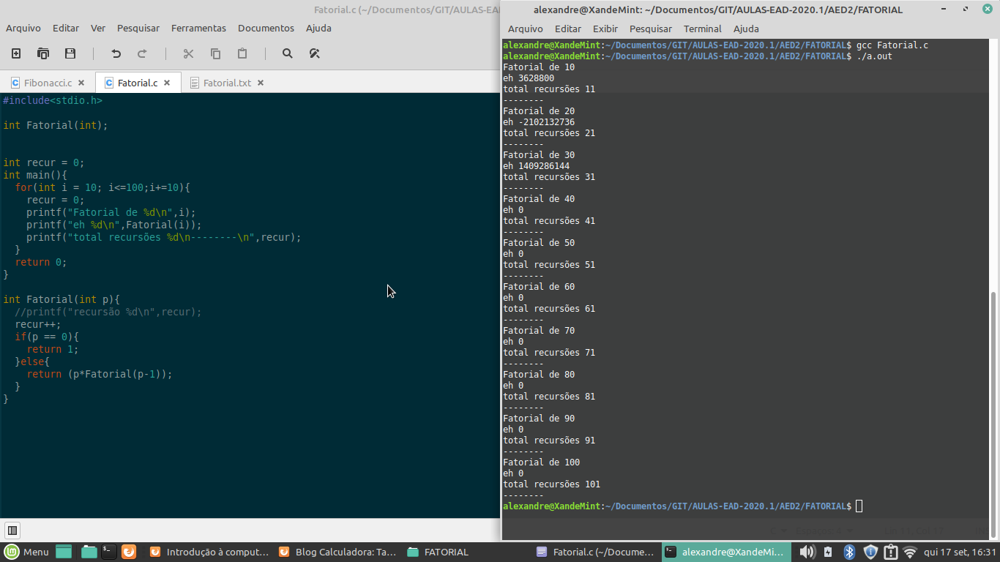 Fatorial.c (~/Documentos/GIT/AULAS-EA
Arquivo Editar Ver Pesquisar Ferramentas Documentos Ajuda
Fibonacci.c
Fatorial.c
Fatorial.txt
#include<stdio.h>
int Fatorial(int);
int recur = 0;
int main(){
  for(int i = 10; i<=100;i+=10){
    recur = 0;
    printf("Fatorial de %d\n",i);
    printf("eh %d\n",Fatorial(i));
    printf("total recursões %d\n--------\n",recur);
  }
  return 0;
}
int Fatorial(int p){
  //printf("recursão %d\n",recur);
  recur++;
  if(p == 0){
    return 1;
  }else{
    return (p*Fatorial(p-1));
  }
}
alexandre@XandeMint: ~/Documentos/GIT/AULAS-EAD-2020.1/AED2/FATORIAL
Arquivo Editar Exibir Pesquisar Terminal Ajuda
alexandre@XandeMint:~/Documentos/GIT/AULAS-EAD-2020.1/AED2/FATORIAL$ gcc Fatorial.c
alexandre@XandeMint:~/Documentos/GIT/AULAS-EAD-2020.1/AED2/FATORIAL$ ./a.out
Fatorial de 10
eh 3628800
total recursões 11
--------
Fatorial de 20
eh -2102132736
total recursões 21
--------
Fatorial de 30
eh 1409286144
total recursões 31
--------
Fatorial de 40
eh 0
total recursões 41
--------
Fatorial de 50
eh 0
total recursões 51
--------
Fatorial de 60
eh 0
total recursões 61
--------
Fatorial de 70
eh 0
total recursões 71
--------
Fatorial de 80
eh 0
total recursões 81
--------
Fatorial de 90
eh 0
total recursões 91
--------
Fatorial de 100
eh 0
total recursões 101
--------
alexandre@XandeMint:~/Documentos/GIT/AULAS-EAD-2020.1/AED2/FATORIAL$
Menu
Introdução à comput...
Blog Calculadora: Ta...
FATORIAL
Fatorial.c (~/Docume...
alexandre@XandeMi...
qui 17 set, 16:31